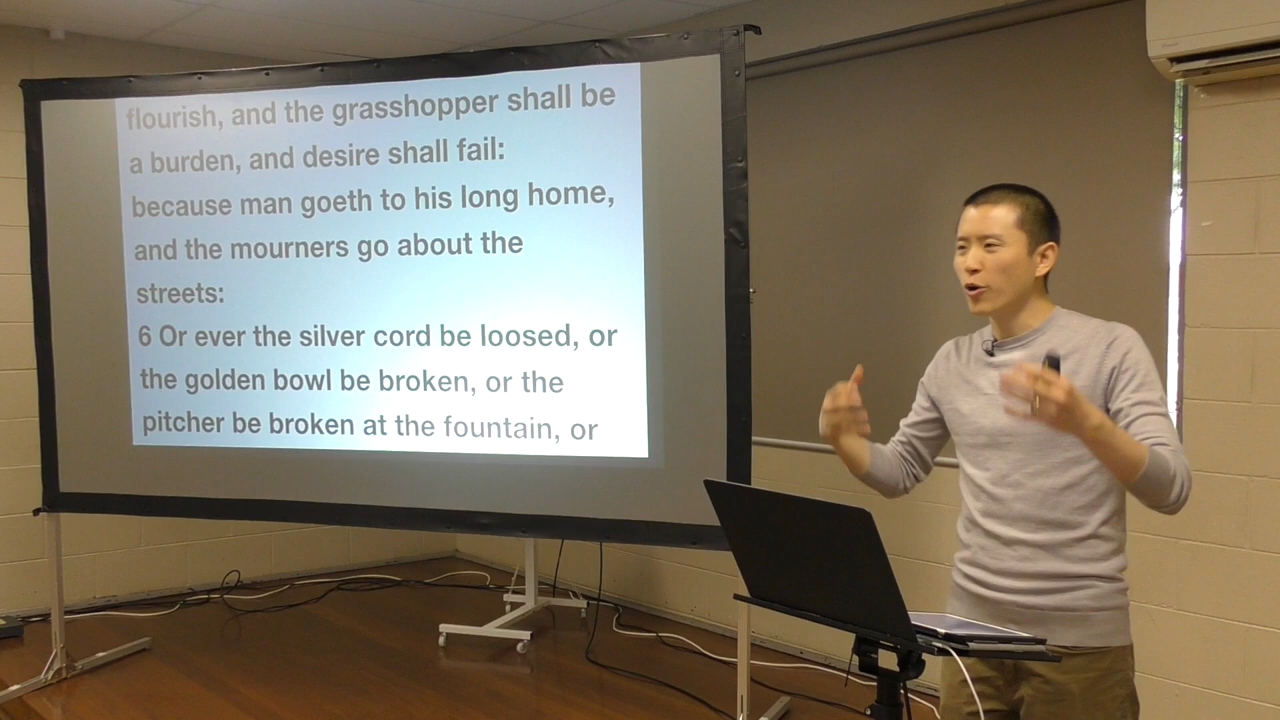 flourish, and the grasshopper shall be
a burden, and desire shall fail:
because man goeth to his long home,
and the mourners go about the
streets:
6 Or ever the silver cord be loosed, or
the golden bowl be broken, or the
pitcher be broken at the fountain, or